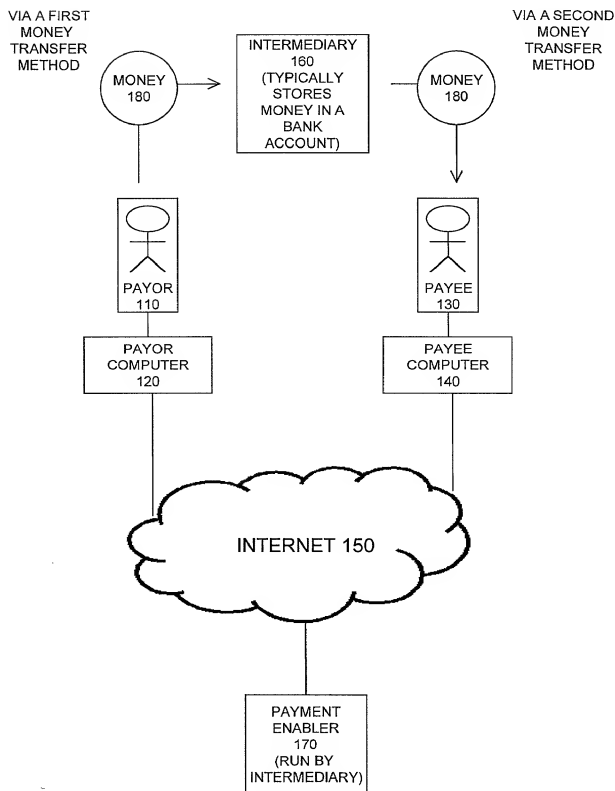 VIA A FIRST
MONEY
TRANSFER
METHOD
MONEY
180
INTERMEDIARY
160
(TYPICALLY
STORES
MONEY IN A
BANK
ACCOUNT)
MONEY
180
VIA A SECOND
MONEY
TRANSFER
METHOD
PAYOR
110
PAYEE
130
PAYOR
COMPUTER
120
PAYEE
COMPUTER
140
INTERNET 150
PAYMENT
ENABLER
170
(RUN BY
INTERMEDIARY)